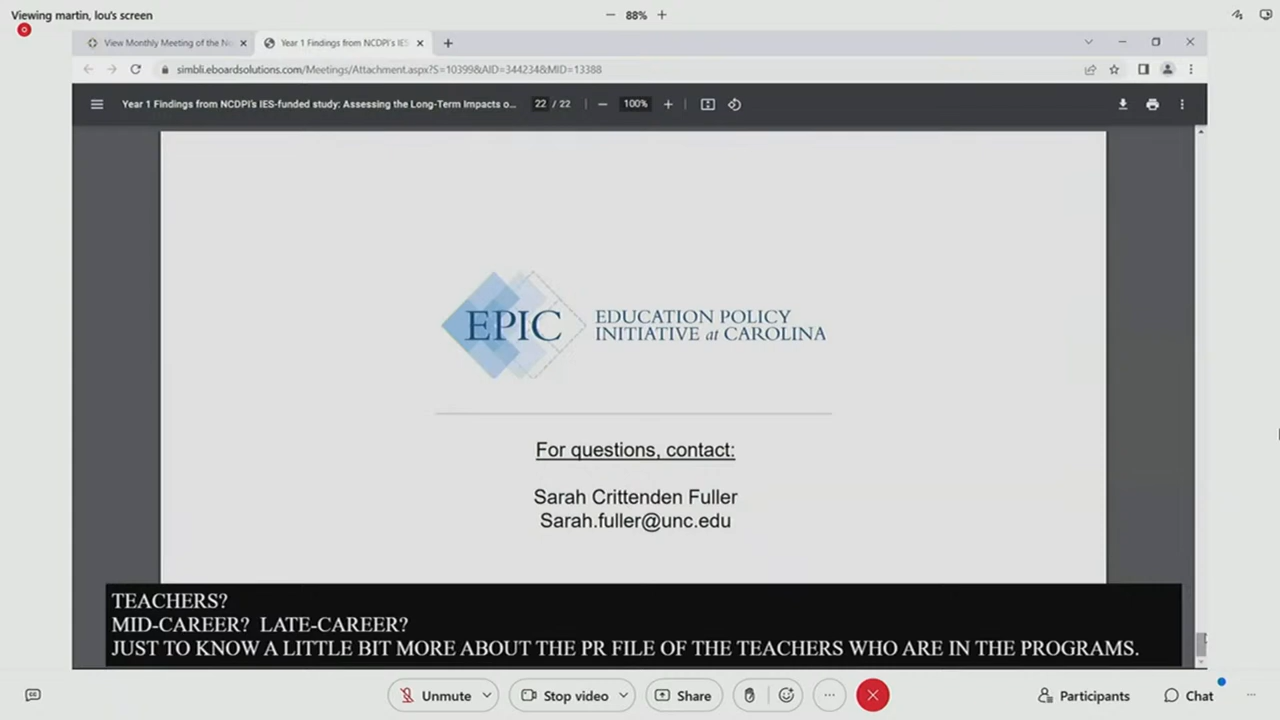 Viewing martin, lou's screen
88%
View Monthly Meeting of the No
Year 1 Findings from NCDPI's IES
simbli.eboardsolutions.com/Meetings/Attachment.aspx?S=10399&AID=344234&MID=13388
Year 1 Findings from NCDPI's IES-funded study: Assessing the Long-Term Impacts o...
22 / 22
100%
EPIC
EDUCATION POLICY
INITIATIVE at CAROLINA
For questions, contact:
Sarah Crittenden Fuller
Sarah.fuller@unc.edu
TEACHERS?
MID-CAREER? LATE-CAREER?
JUST TO KNOW A LITTLE BIT MORE ABOUT THE PR FILE OF THE TEACHERS WHO ARE IN THE PROGRAMS.
Unmute
Stop video
Share
Participants
Chat